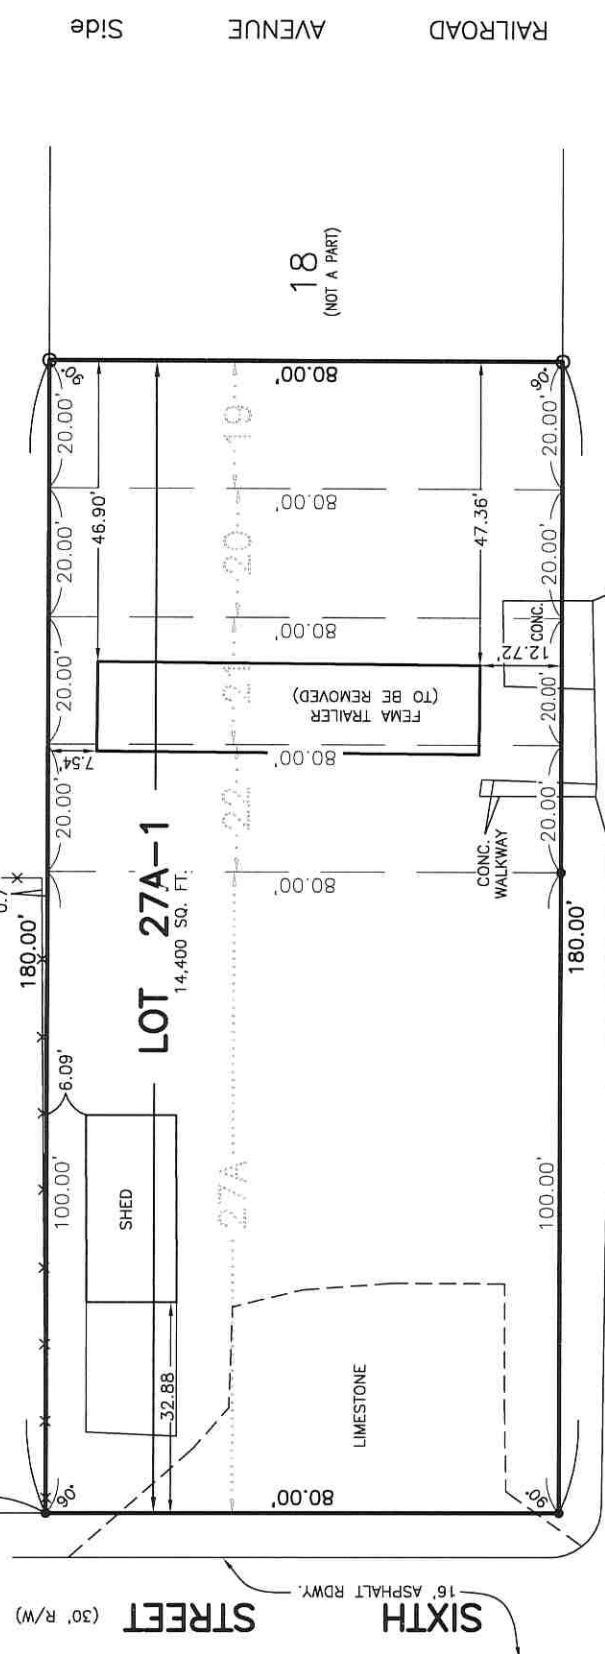 RAILROAD AVENUE Side
18
(NOT A PART)
90°
80.00'
90°
20.00'
46.90'
19
47.36'
20.00'
80.00'
20.00'
20
20.00'
80.00'
CONC.
12.72'
20.00'
21
FEMA TRAILER
(TO BE REMOVED)
20.00'
7.54'
80.00'
20.00'
22
CONC.
WALKWAY
20.00'
80.00'
180.00'
LOT 27A-1
14,400 SQ. FT.
180.00'
6.09'
100.00'
SHED
27A
100.00'
32.88
LIMESTONE
90°
80.00'
90°
16' ASPHALT RDWY.
SIXTH STREET (30' R/W)